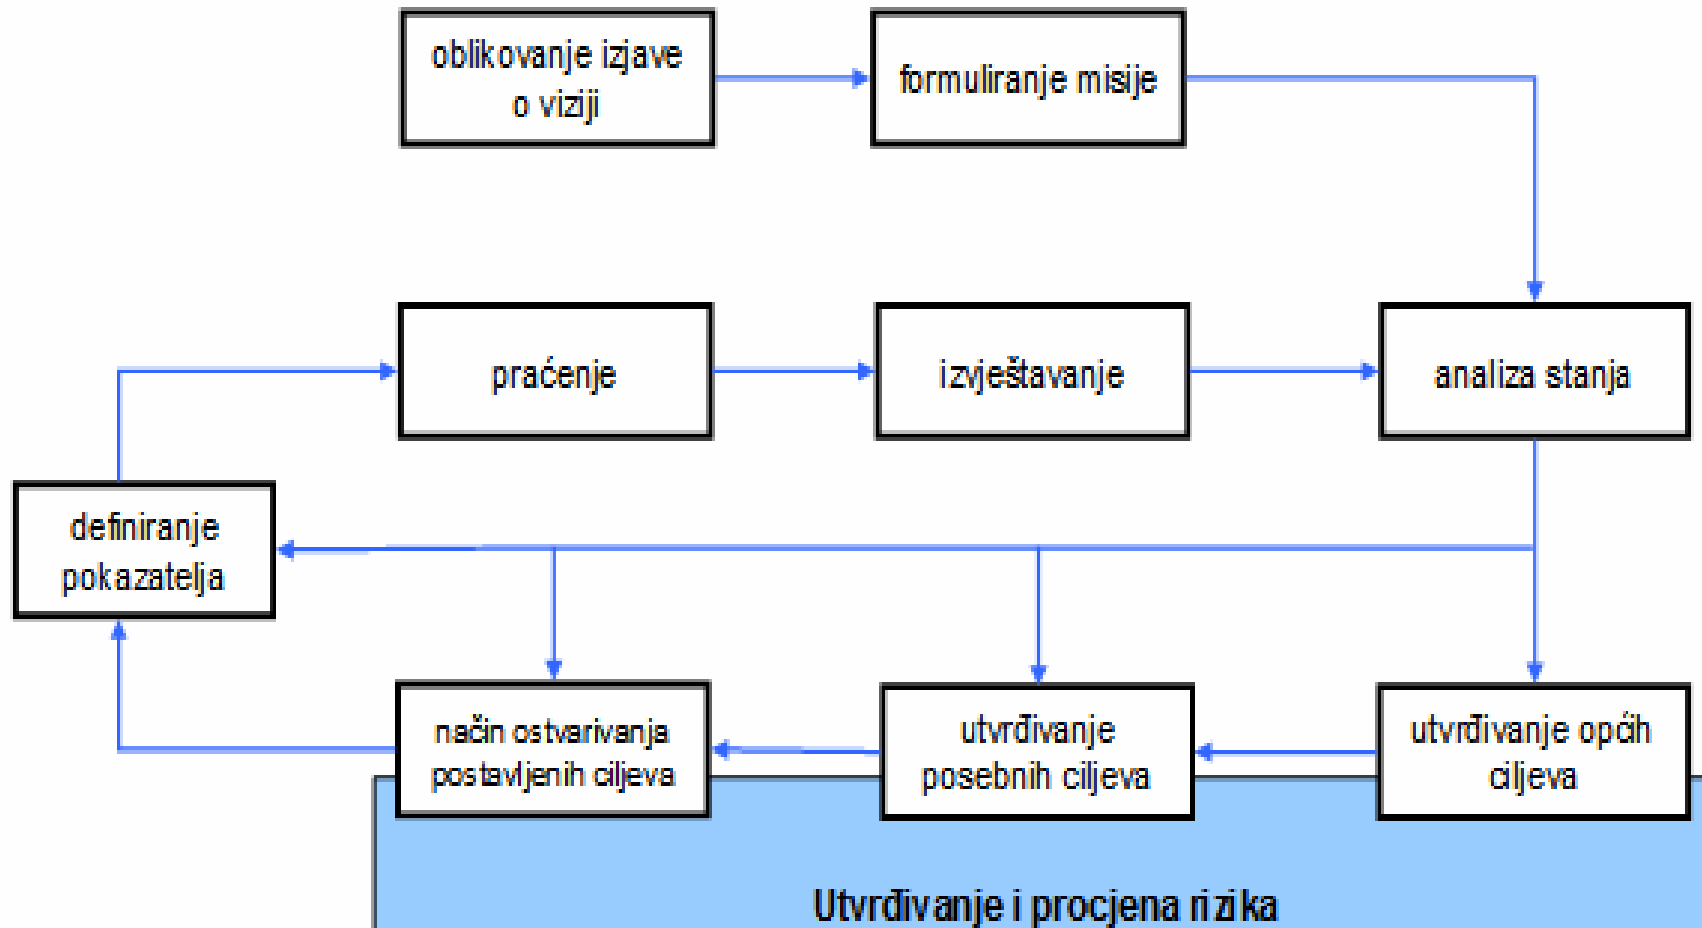 oblikovanje izjave
o viziji
formuliranje misije
praćenje
izvještavanje
analiza stanja
definiranje
pokazatelja
način ostvarivanja
postavljenih ciljeva
utvrđivanje
posebnih ciljeva
utvrđivanje općih
ciljeva
Utvrđivanje i procjena rizika